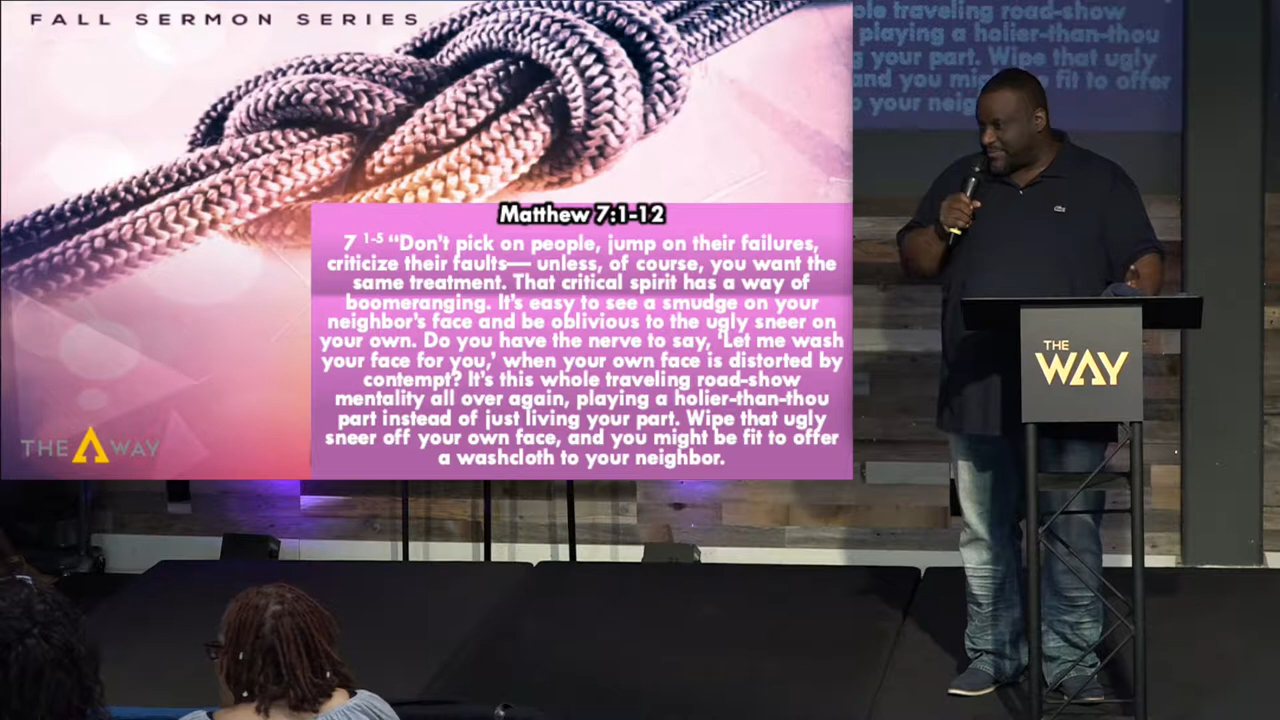 FALL SERMON SERIES
Matthew 7:1-12
7 1-5 “Don’t pick on people, jump on their failures,
criticize their faults— unless, of course, you want the
same treatment. That critical spirit has a way of
boomeranging. It’s easy to see a smudge on your
neighbor’s face and be oblivious to the ugly sneer on
your own. Do you have the nerve to say, ‘Let me wash
your face for you,’ when your own face is distorted by
contempt? It’s this whole traveling road-show
mentality all over again, playing a holier-than-thou
part instead of just living your part. Wipe that ugly
sneer off your own face, and you might be fit to offer
a washcloth to your neighbor.
THE WAY
traveling road-show
playing a holier-than-thou
your part. Wipe that ugly
and you fit to offer
your
THE
WAY